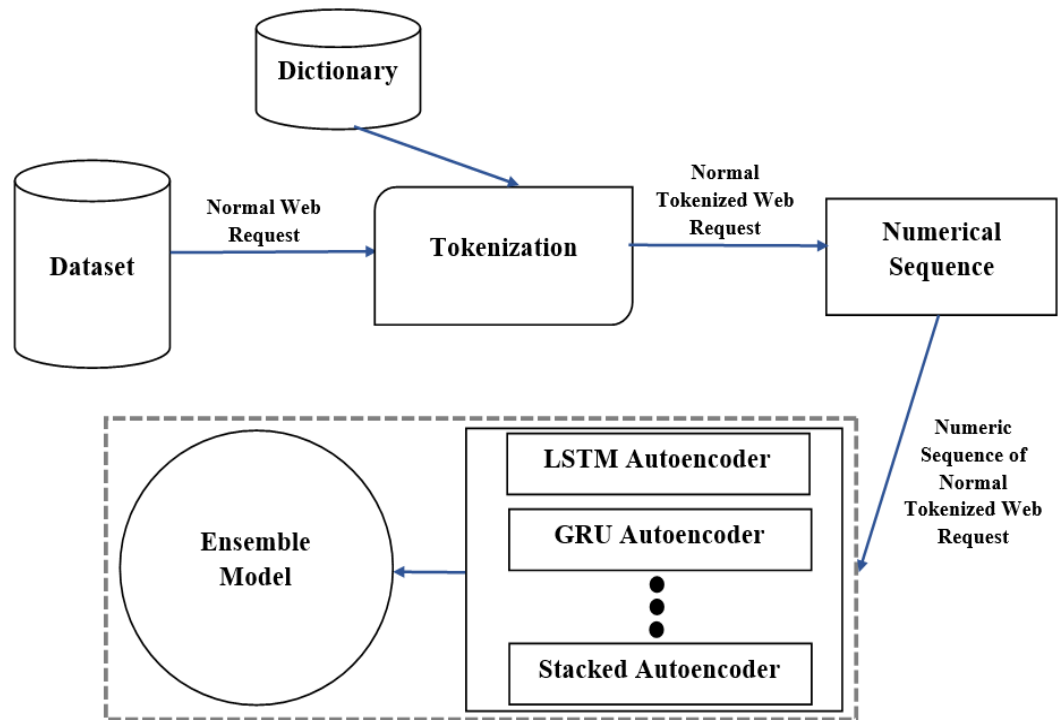 Dictionary
Dataset
Normal Web
Request
Tokenization
Normal
Tokenized Web
Request
Numerical
Sequence
Numeric
Sequence of
Normal
Tokenized Web
Request
LSTM Autoencoder
GRU Autoencoder
Stacked Autoencoder
Ensemble
Model